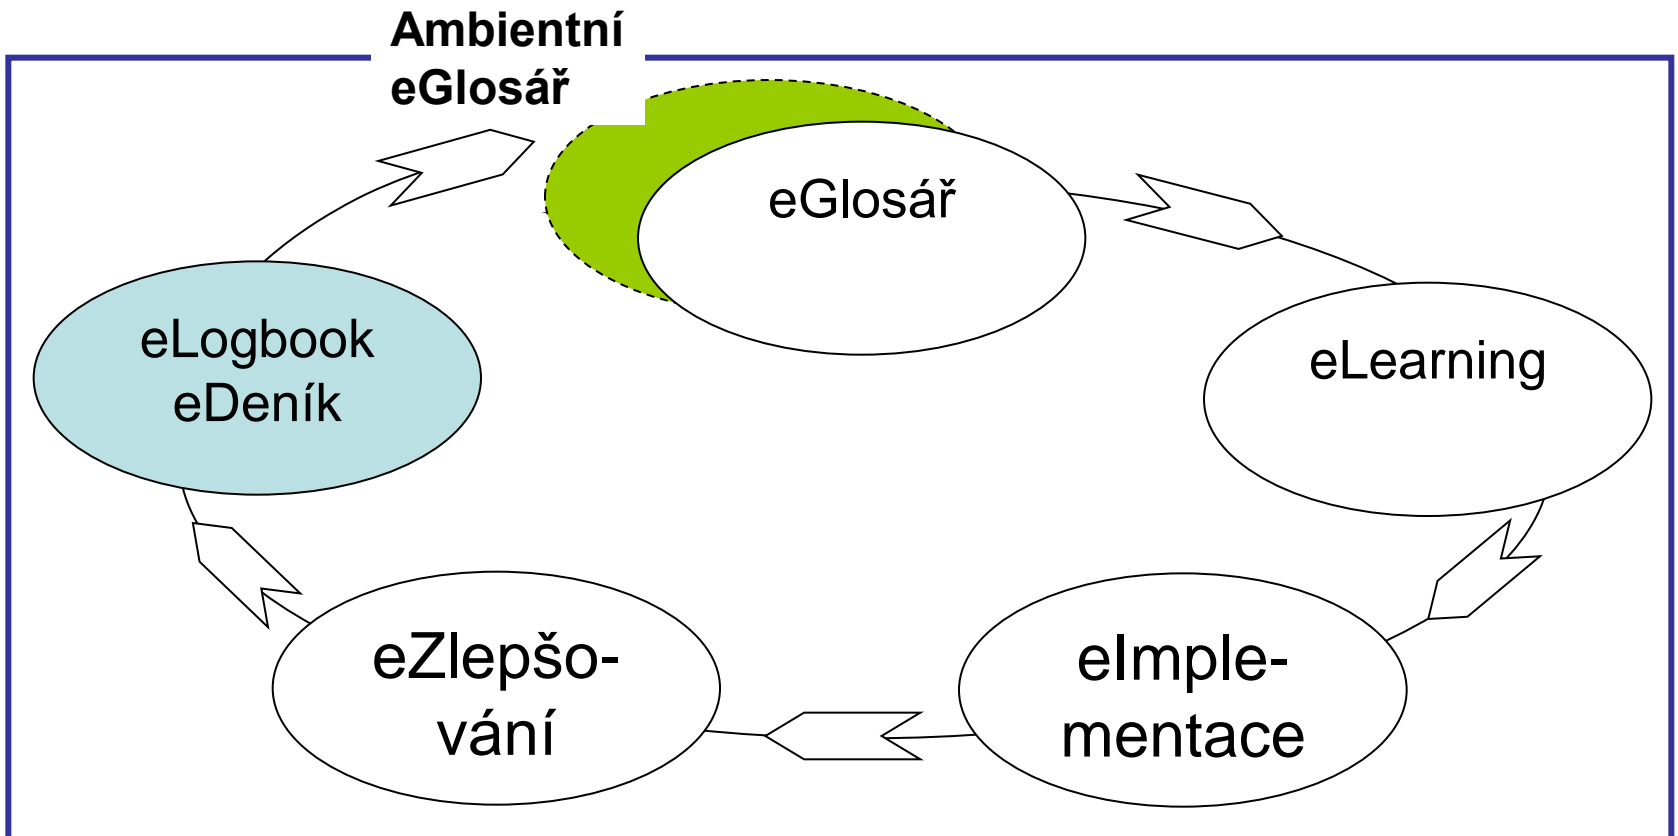 Ambientní
eGlosář
eGlosář
eLogbook
eDeník
eLearning
eZlepšo-
vání
eImple-
mentace